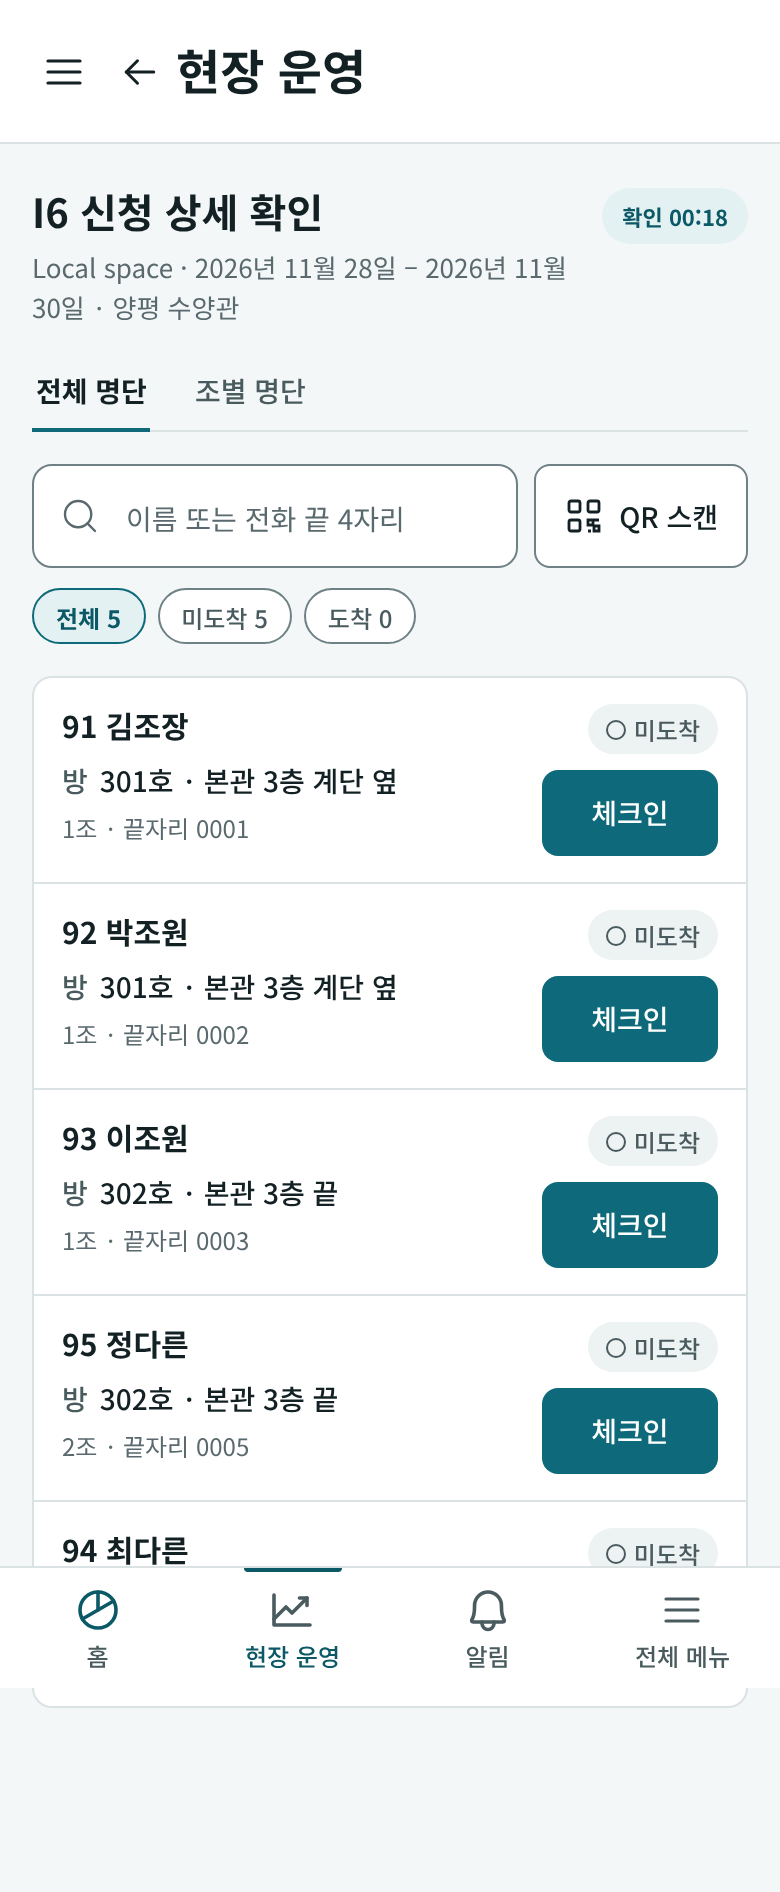 현장 운영
I6 신청 상세 확인
확인 00:18
Local space · 2026년 11월 28일 – 2026년 11월
30일 · 양평 수양관
전체 명단
조별 명단
이름 또는 전화 끝 4자리
QR 스캔
전체 5
미도착 5
도착 0
91 김조장
미도착
방 301호 · 본관 3층 계단 옆
체크인
1조 · 끝자리 0001
92 박조원
미도착
방 301호 · 본관 3층 계단 옆
체크인
1조 · 끝자리 0002
93 이조원
미도착
방 302호 · 본관 3층 끝
체크인
1조 · 끝자리 0003
95 정다른
미도착
방 302호 · 본관 3층 끝
체크인
2조 · 끝자리 0005
94 최다른
미도착
홈
현장 운영
알림
전체 메뉴